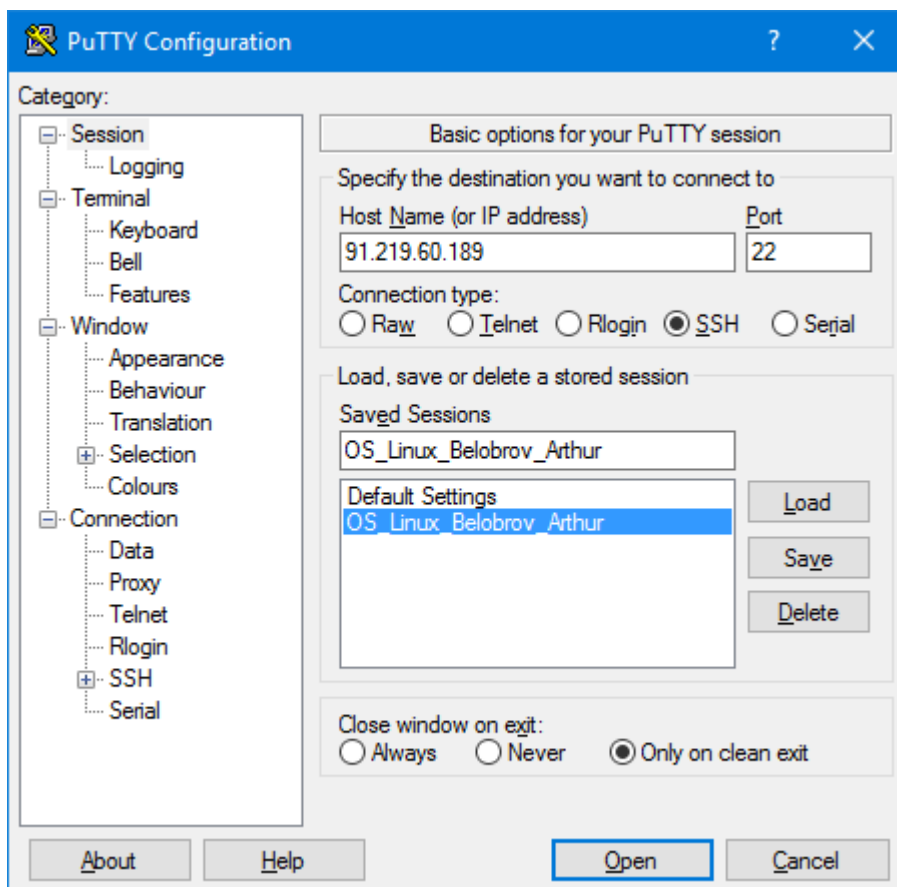 PuTTY Configuration
?
Category:
Session
Logging
Terminal
Keyboard
Bell
Features
Window
Appearance
Behaviour
Translation
Selection
Colours
Connection
Data
Proxy
Telnet
Rlogin
SSH
Serial
Basic options for your PuTTY session
Specify the destination you want to connect to
Host Name (or IP address) Port
91.219.60.189 22
Connection type:
Raw Telnet Rlogin SSH Serial
Load, save or delete a stored session
Saved Sessions
OS_Linux_Belobrov_Arthur
Default Settings
OS_Linux_Belobrov_Arthur
Load
Save
Delete
Close window on exit:
Always Never Only on clean exit
About Help Open Cancel